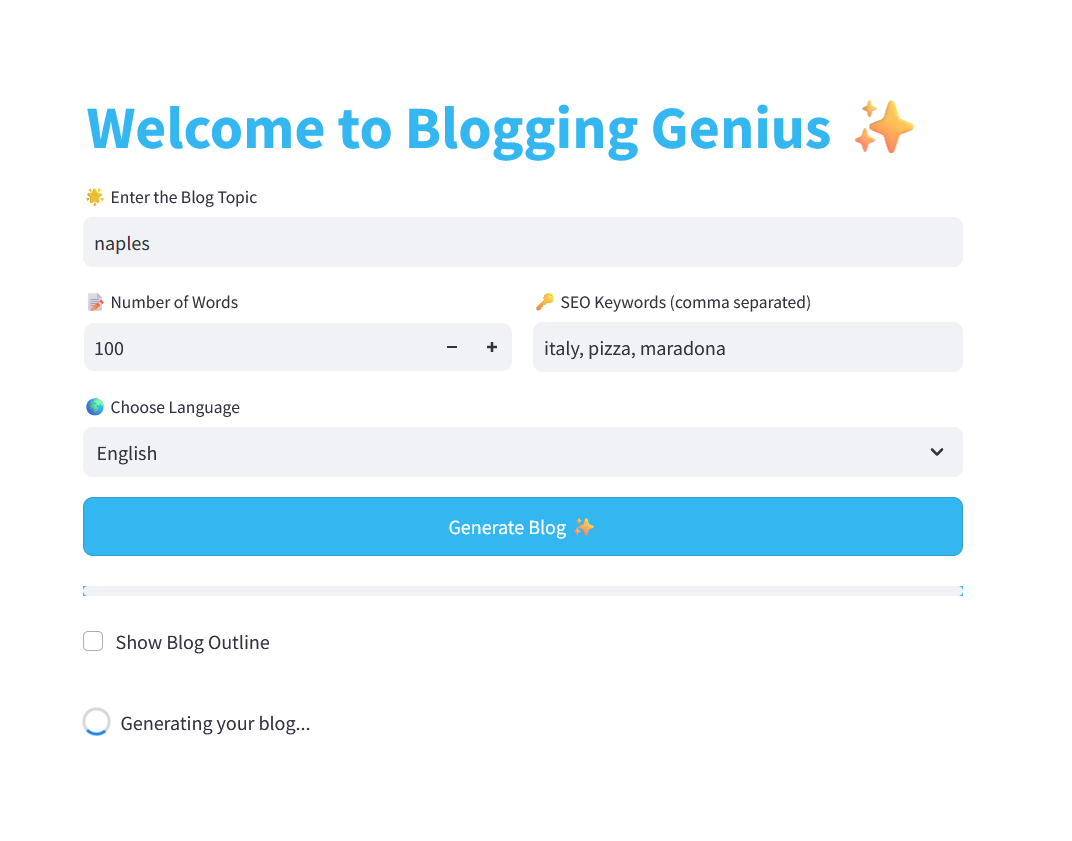 Welcome to Blogging Genius ✨
🌟 Enter the Blog Topic
naples
📝 Number of Words
🔑 SEO Keywords (comma separated)
100
italy, pizza, maradona
🌍 Choose Language
English
Generate Blog ✨
Show Blog Outline
Generating your blog...